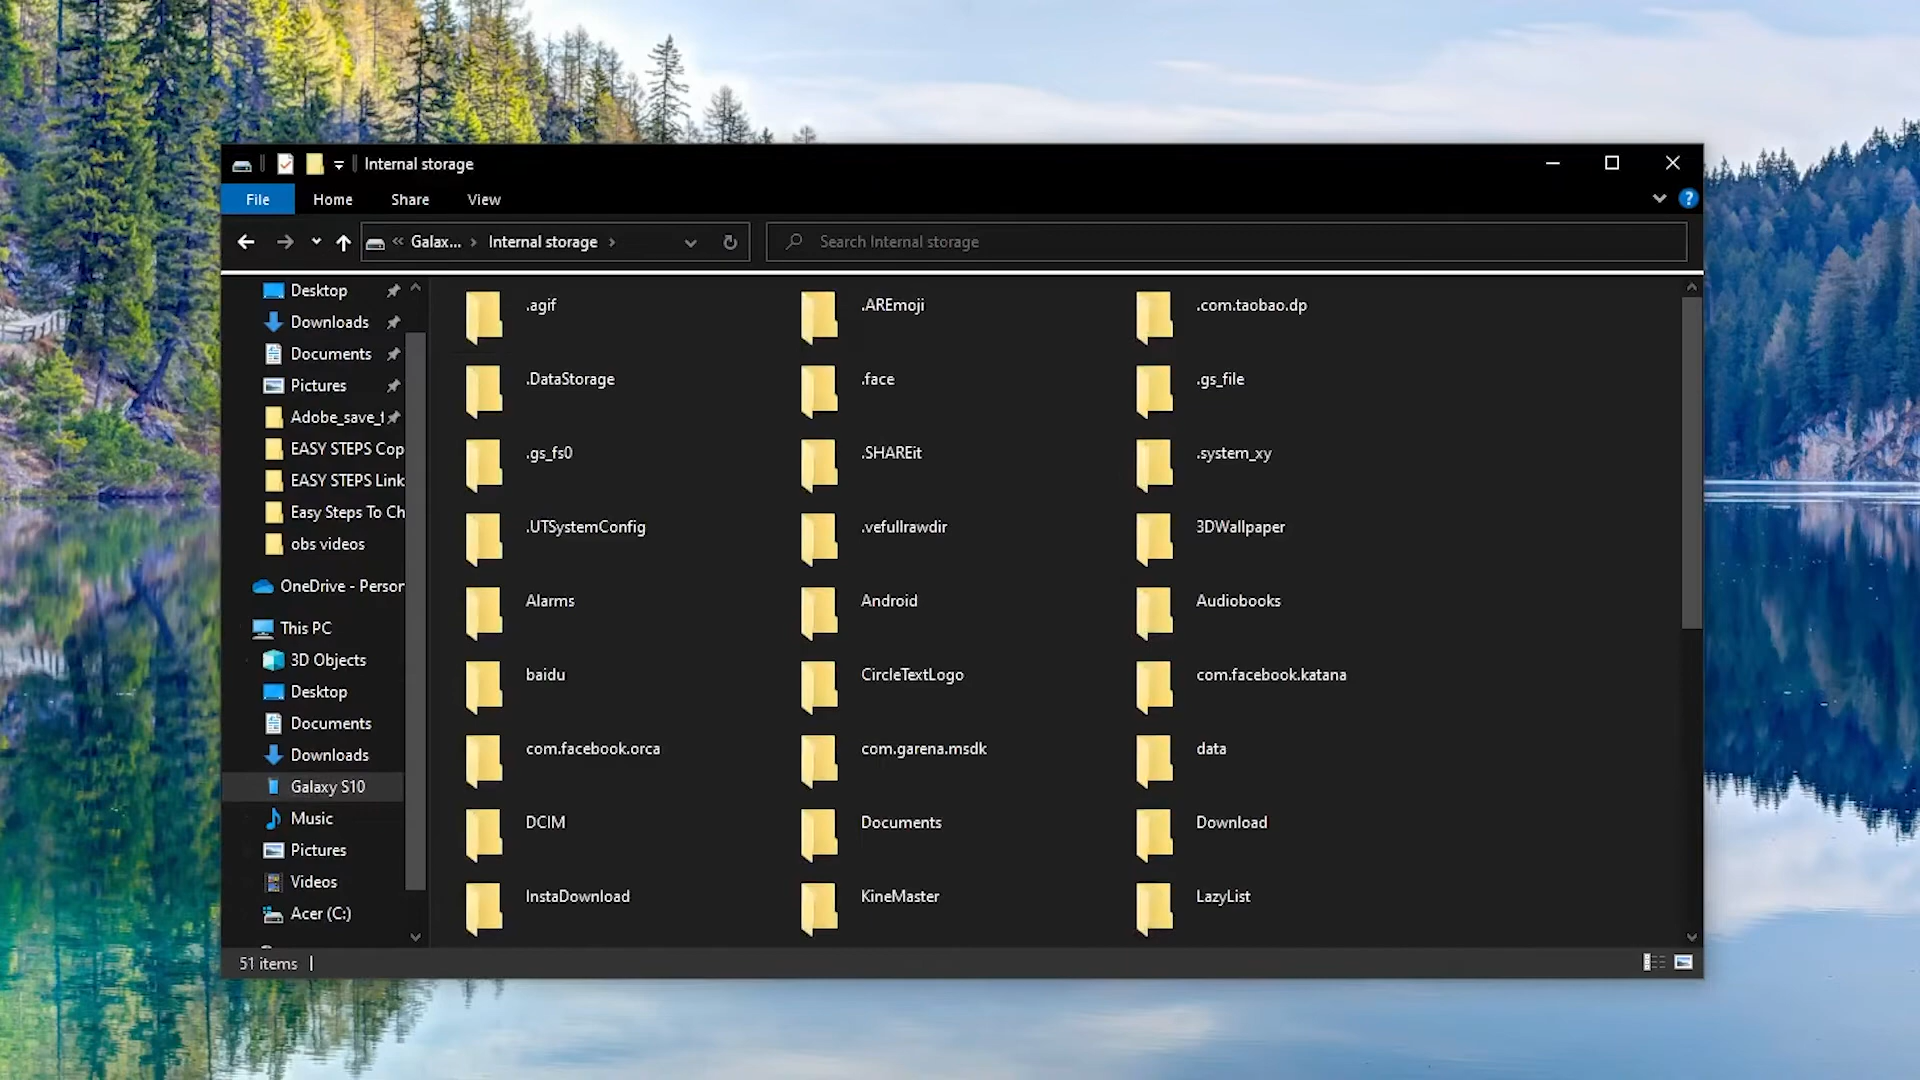 Internal storage
File Home Share View
?
« Galax... > Internal storage >
Search Internal storage
Desktop
Downloads
Documents
Pictures
Adobe_save_f
EASY STEPS Cop
EASY STEPS Link
Easy Steps To Ch
obs videos
OneDrive - Person
This PC
3D Objects
Desktop
Documents
Downloads
Galaxy S10
Music
Pictures
Videos
Acer (C:)
.agif .AREmoji .com.taobao.dp
.DataStorage .face .gs_file
.gs_fs0 .SHAREit .system_xy
.UTSystemConfig .vefullrawdir 3DWallpaper
Alarms Android Audiobooks
baidu CircleTextLogo com.facebook.katana
com.facebook.orca com.garena.msdk data
DCIM Documents Download
InstaDownload KineMaster LazyList
51 items